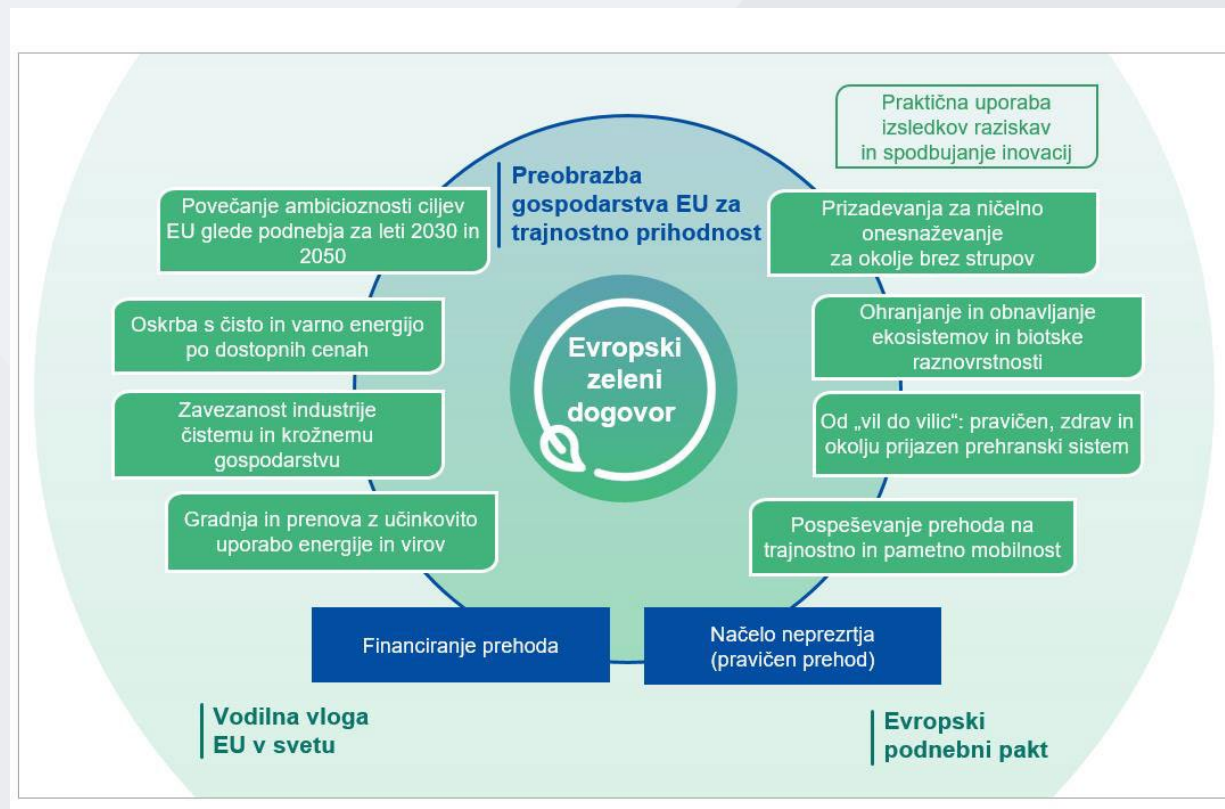 Praktična uporaba
izsledkov raziskav
in spodbujanje inovacij
Preobrazba
gospodarstva EU za
trajnostno prihodnost
Povečanje ambicioznosti ciljev
EU glede podnebja za leti 2030 in
2050
Prizadevanja za ničelno
onesnaževanje
za okolje brez strupov
Oskrba s čisto in varno energijo
po dostopnih cenah
Ohranjanje in obnavljanje
ekosistemov in biotske
raznovrstnosti
Evropski
zeleni
dogovor
Zavezanost industrije
čistemu in krožnemu
gospodarstvu
Od „vil do vilic“: pravičen, zdrav in
okolju prijazen prehranski sistem
Gradnja in prenova z učinkovito
uporabo energije in virov
Pospeševanje prehoda na
trajnostno in pametno mobilnost
Financiranje prehoda
Načelo neprezrtja
(pravičen prehod)
Vodilna vloga
EU v svetu
Evropski
podnebni pakt